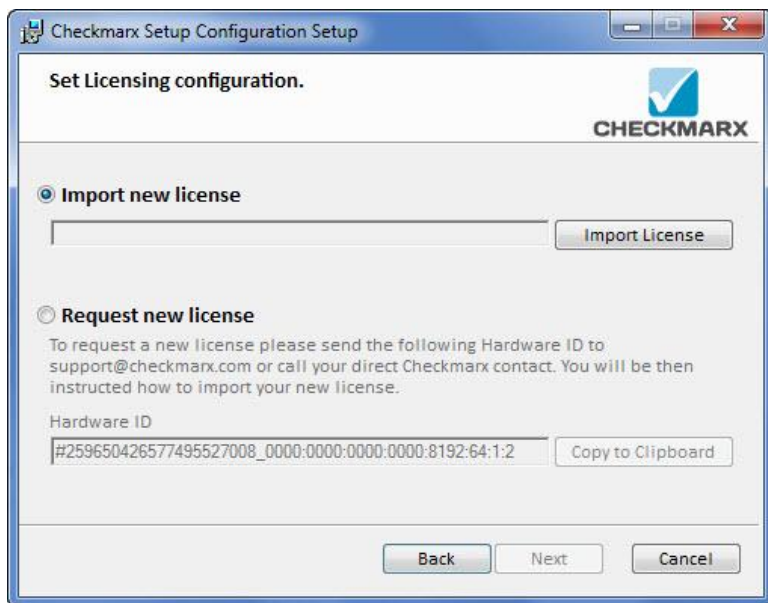 Checkmarx Setup Configuration Setup
Set Licensing configuration.
CHECKMARX
Import new license
Import License
Request new license
To request a new license please send the following Hardware ID to
support@checkmarx.com or call your direct Checkmarx contact. You will be then
instructed how to import your new license.
Hardware ID
#259650426577495527008_0000:0000:0000:0000:8192:64:1:2
Copy to Clipboard
Back
Next
Cancel